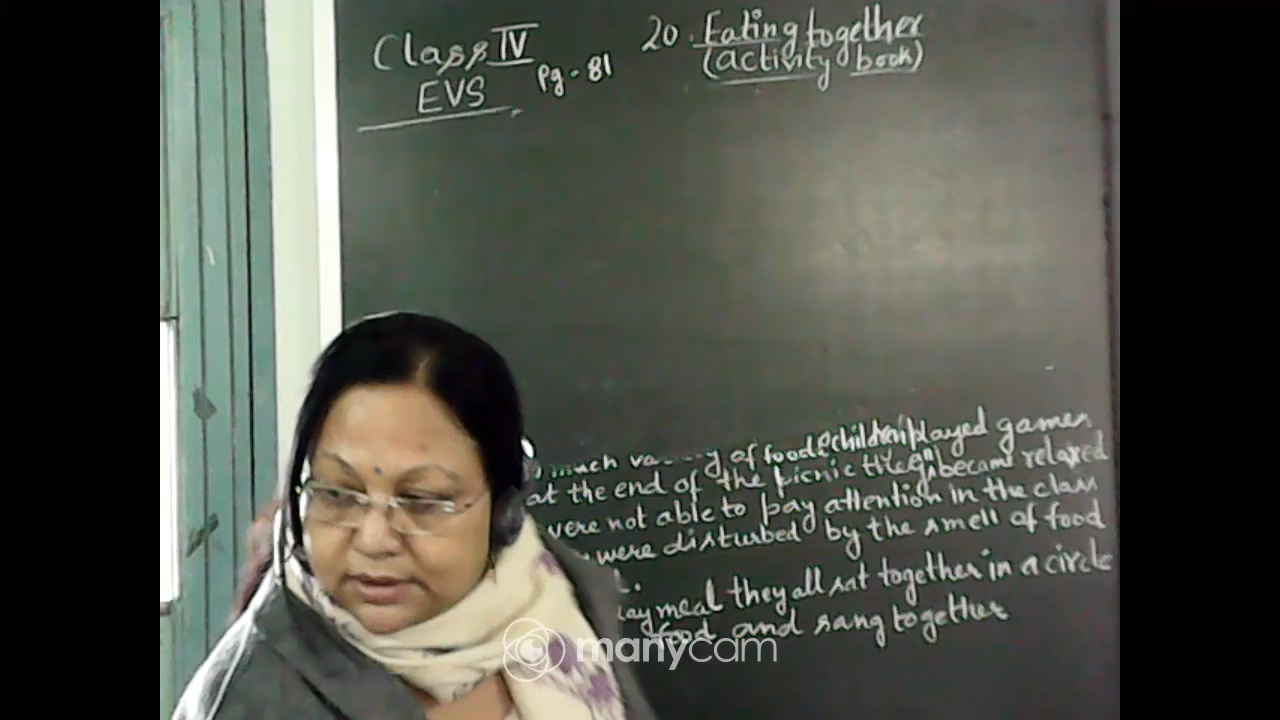 Class IV
EVS
Pg - 81
20. Eating together
(activity book)
much variety of food & children played games
at the end of the picnic they became relaxed
were not able to pay attention in the class
were disturbed by the smell of food
meal they all sat together in a circle
food and sang together
manycam